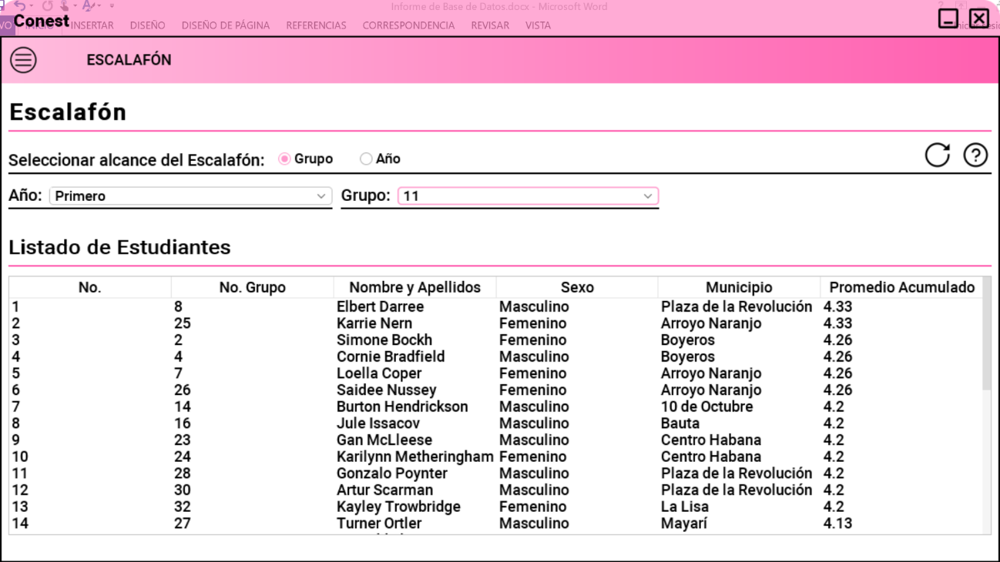 Informe de Base de Datos.docx - Microsoft Word
Conest
INICIO INSERTAR DISEÑO DISEÑO DE PÁGINA REFERENCIAS CORRESPONDENCIA REVISAR VISTA
ESCALAFÓN
Escalafón
Seleccionar alcance del Escalafón: Grupo Año
Año: Primero Grupo: 11
Listado de Estudiantes
No. No. Grupo Nombre y Apellidos Sexo Municipio Promedio Acumulado
1 8 Elbert Darree Masculino Plaza de la Revolución 4.33
2 25 Karrie Nern Femenino Arroyo Naranjo 4.33
3 2 Simone Bockh Femenino Boyeros 4.26
4 4 Cornie Bradfield Masculino Boyeros 4.26
5 7 Loella Coper Femenino Arroyo Naranjo 4.26
6 26 Saidee Nussey Femenino Arroyo Naranjo 4.26
7 14 Burton Hendrickson Masculino 10 de Octubre 4.2
8 16 Jule Issacov Masculino Bauta 4.2
9 23 Gan McLleese Masculino Centro Habana 4.2
10 24 Karilynn Metheringham Femenino Centro Habana 4.2
11 28 Gonzalo Poynter Masculino Plaza de la Revolución 4.2
12 30 Artur Scarman Masculino Plaza de la Revolución 4.2
13 32 Kayley Trowbridge Femenino La Lisa 4.2
14 27 Turner Ortler Masculino Mayarí 4.13